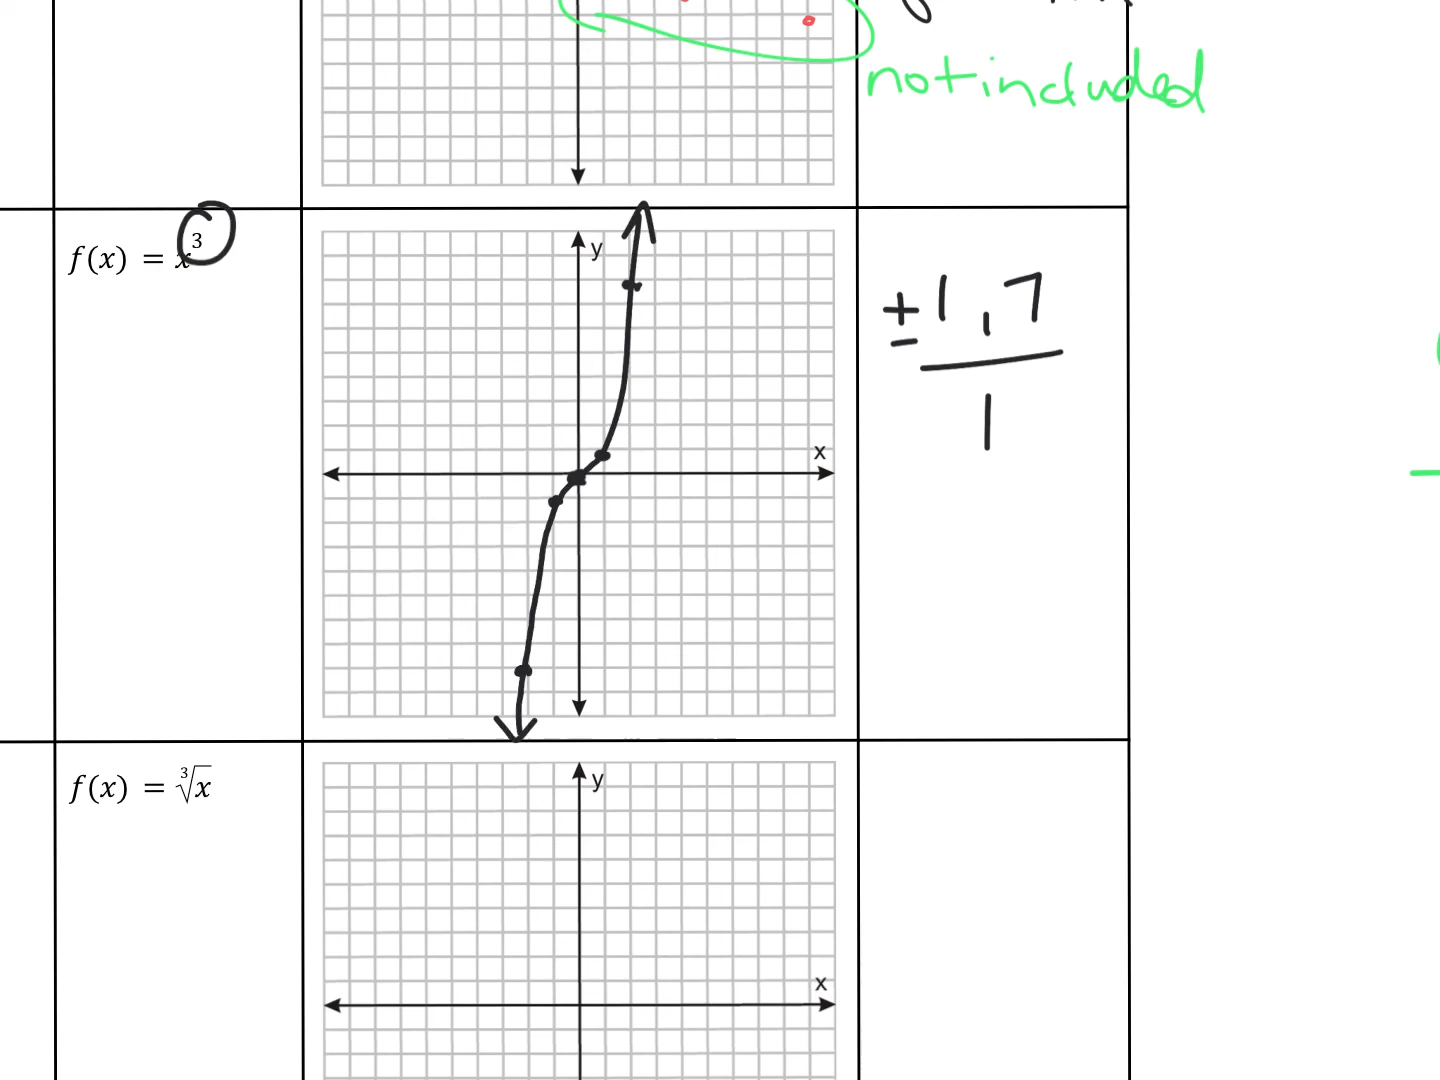 not included
f(x) = x³
y
x
± 1, 7
1
f(x) = ∛x
y
x